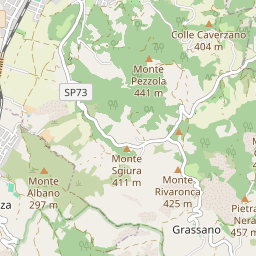 Colle Caverzano
404 m
Monte
Pezzola
441 m
SP73
Monte
Sgiura
411 m
Monte
Albano
297 m
Monte
Rivaronca
425 m
Pietra
Nera
457 m
Grassano
za
M